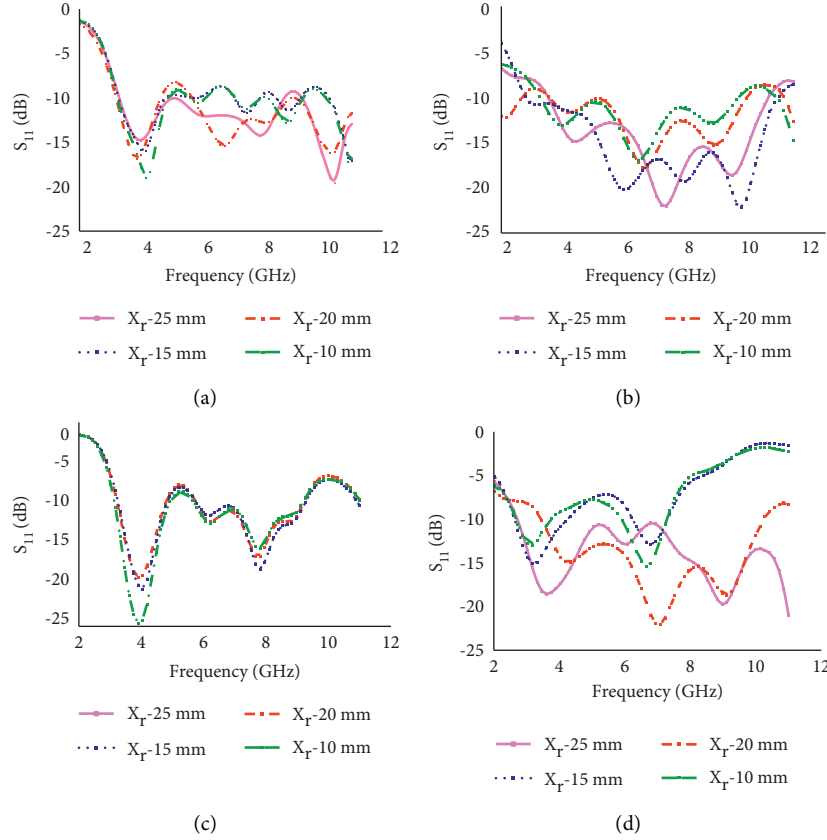 0
-5
-10
-15
-20
-25
S11 (dB)
2 4 6 8 10 12
Frequency (GHz)
Xr-25 mm Xr-20 mm
Xr-15 mm Xr-10 mm
(a)
0
-5
-10
-15
-20
-25
S11 (dB)
2 4 6 8 10 12
Frequency (GHz)
Xr-25 mm Xr-20 mm
Xr-15 mm Xr-10 mm
(b)
0
-5
-10
-15
-20
-25
S11 (dB)
2 4 6 8 10 12
Frequency (GHz)
Xr-25 mm Xr-20 mm
Xr-15 mm Xr-10 mm
(c)
0
-5
-10
-15
-20
-25
S11 (dB)
2 4 6 8 10 12
Frequency (GHz)
Xr-25 mm Xr-20 mm
Xr-15 mm Xr-10 mm
(d)